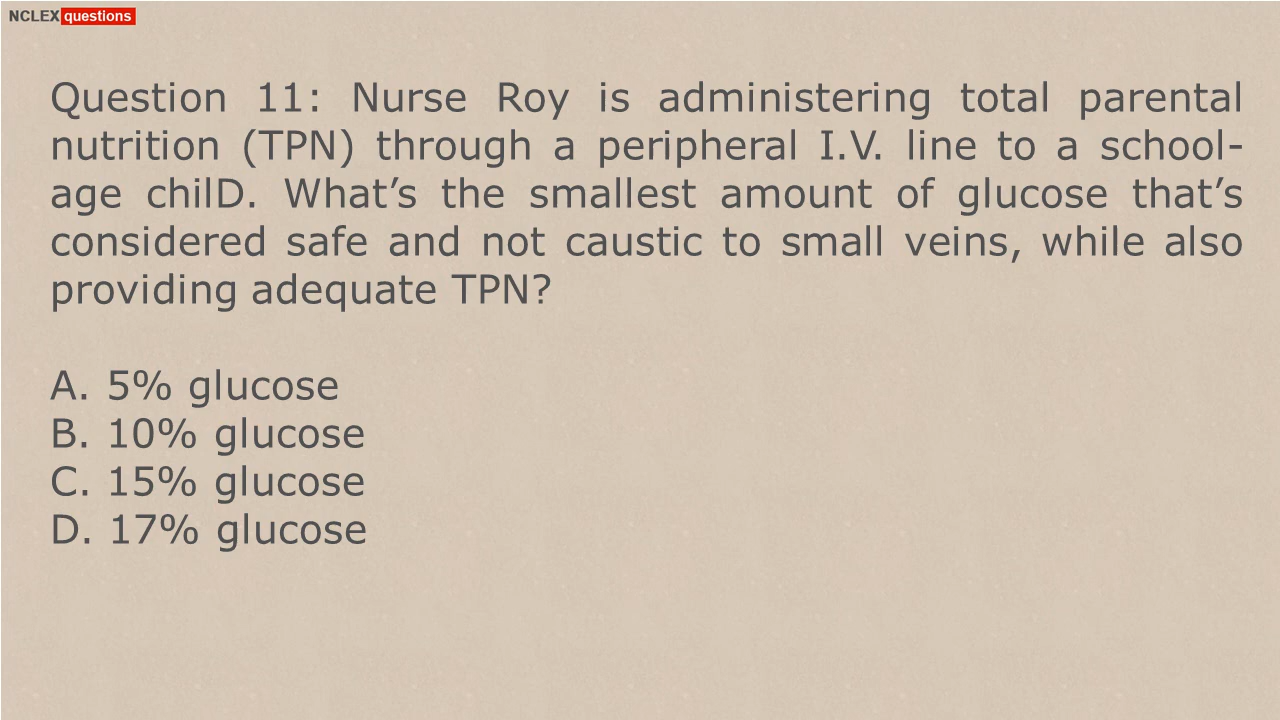 NCLEX questions
Question 11: Nurse Roy is administering total parental
nutrition (TPN) through a peripheral I.V. line to a school-
age chilD. What’s the smallest amount of glucose that’s
considered safe and not caustic to small veins, while also
providing adequate TPN?
A. 5% glucose
B. 10% glucose
C. 15% glucose
D. 17% glucose